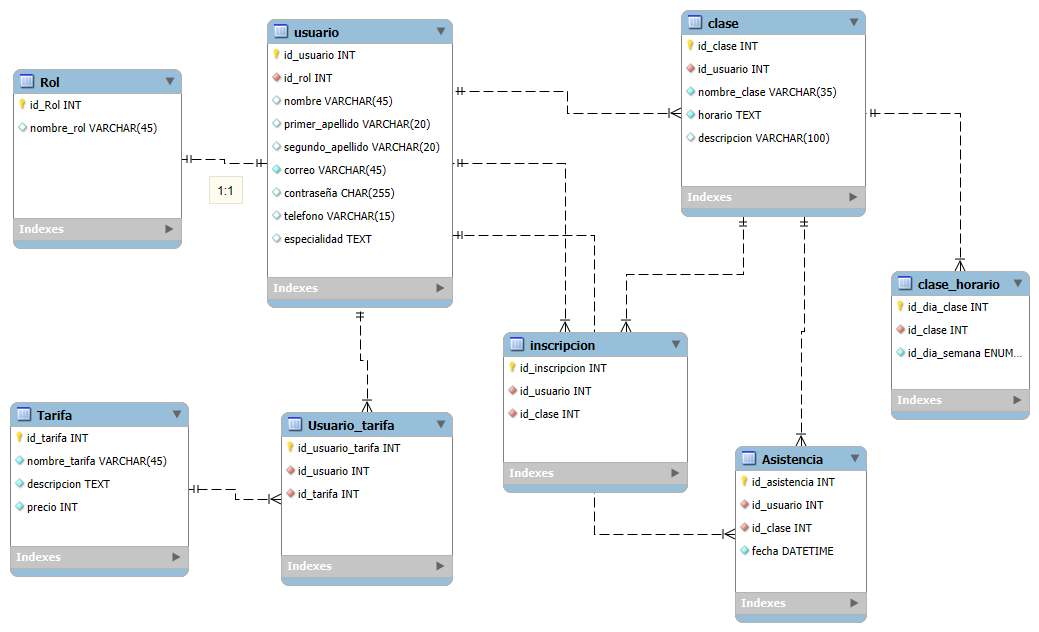 Rol
id_Rol INT
nombre_rol VARCHAR(45)
Indexes
1:1
usuario
id_usuario INT
id_rol INT
nombre VARCHAR(45)
primer_apellido VARCHAR(20)
segundo_apellido VARCHAR(20)
correo VARCHAR(45)
contraseña CHAR(255)
telefono VARCHAR(15)
especialidad TEXT
Indexes
clase
id_clase INT
id_usuario INT
nombre_clase VARCHAR(35)
horario TEXT
descripcion VARCHAR(100)
Indexes
clase_horario
id_dia_clase INT
id_clase INT
id_dia_semana ENUM...
Indexes
inscripcion
id_inscripcion INT
id_usuario INT
id_clase INT
Indexes
Tarifa
id_tarifa INT
nombre_tarifa VARCHAR(45)
descripcion TEXT
precio INT
Indexes
Usuario_tarifa
id_usuario_tarifa INT
id_usuario INT
id_tarifa INT
Indexes
Asistencia
id_asistencia INT
id_usuario INT
id_clase INT
fecha DATETIME
Indexes